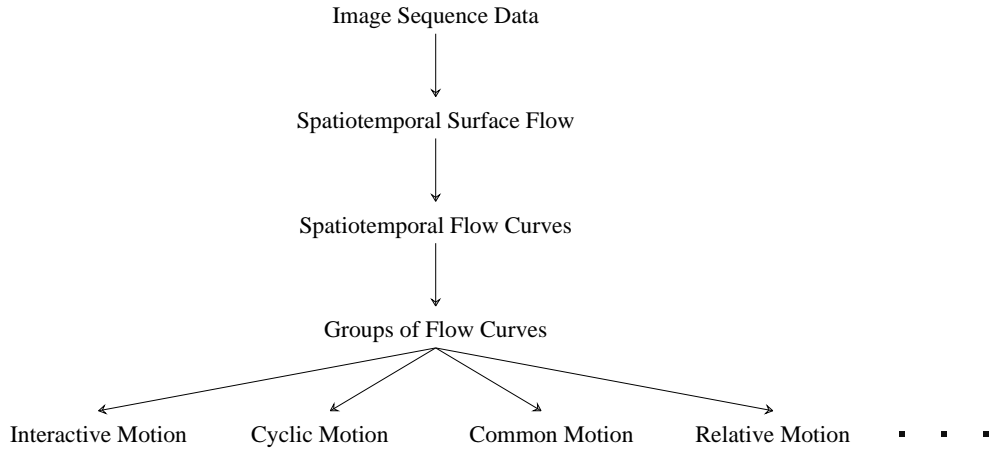 Image Sequence Data
Spatiotemporal Surface Flow
Spatiotemporal Flow Curves
Groups of Flow Curves
Interactive Motion Cyclic Motion Common Motion Relative Motion . . .